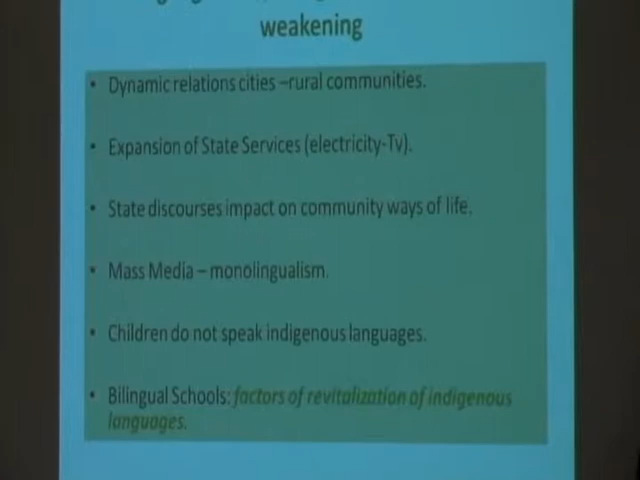 weakening
• Dynamic relations cities –rural communities.
• Expansion of State Services (electricity-Tv).
• State discourses impact on community ways of life.
• Mass Media – monolingualism.
• Children do not speak indigenous languages.
• Bilingual Schools: factors of revitalization of indigenous
languages.